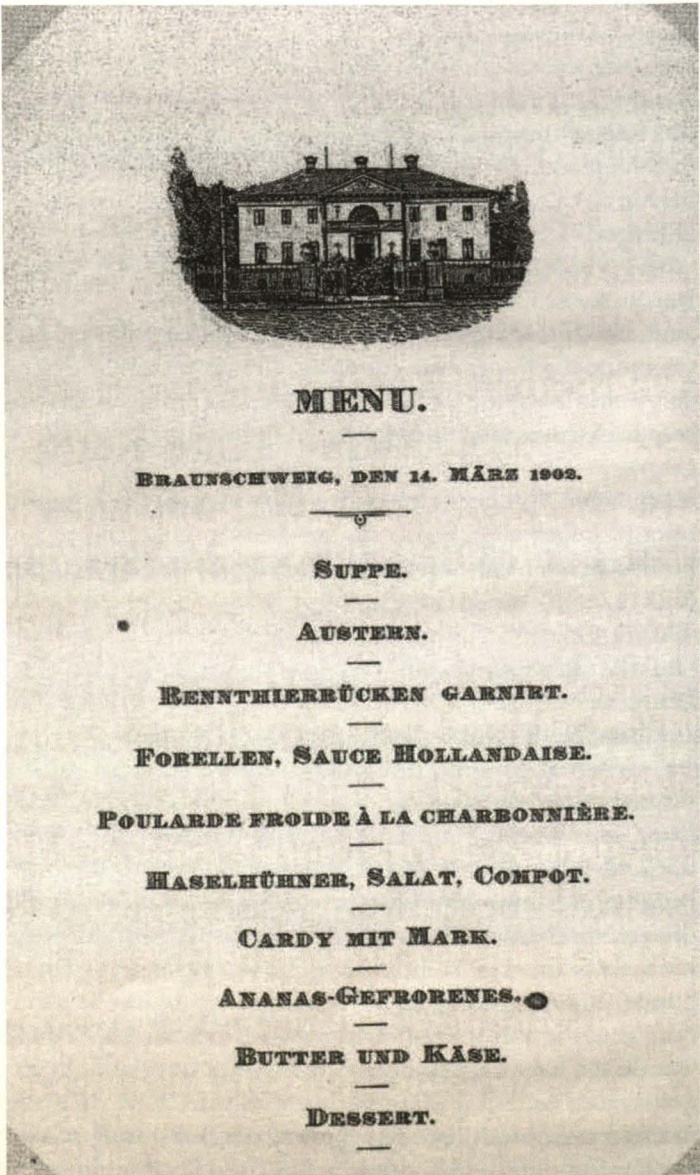 MENU.
BRAUNSCHWEIG, DEN 14. MÄRZ 1902.
SUPPE.
AUSTERN.
RENNTHIERRÜCKEN GARNIRT.
FORELLEN, SAUCE HOLLANDAISE.
POULARDE FROIDE À LA CHARBONNIÈRE.
HASELHÜHNER, SALAT, COMPOT.
CARDY MIT MARK.
ANANAS-GEFRORENES.
BUTTER UND KÄSE.
DESSERT.